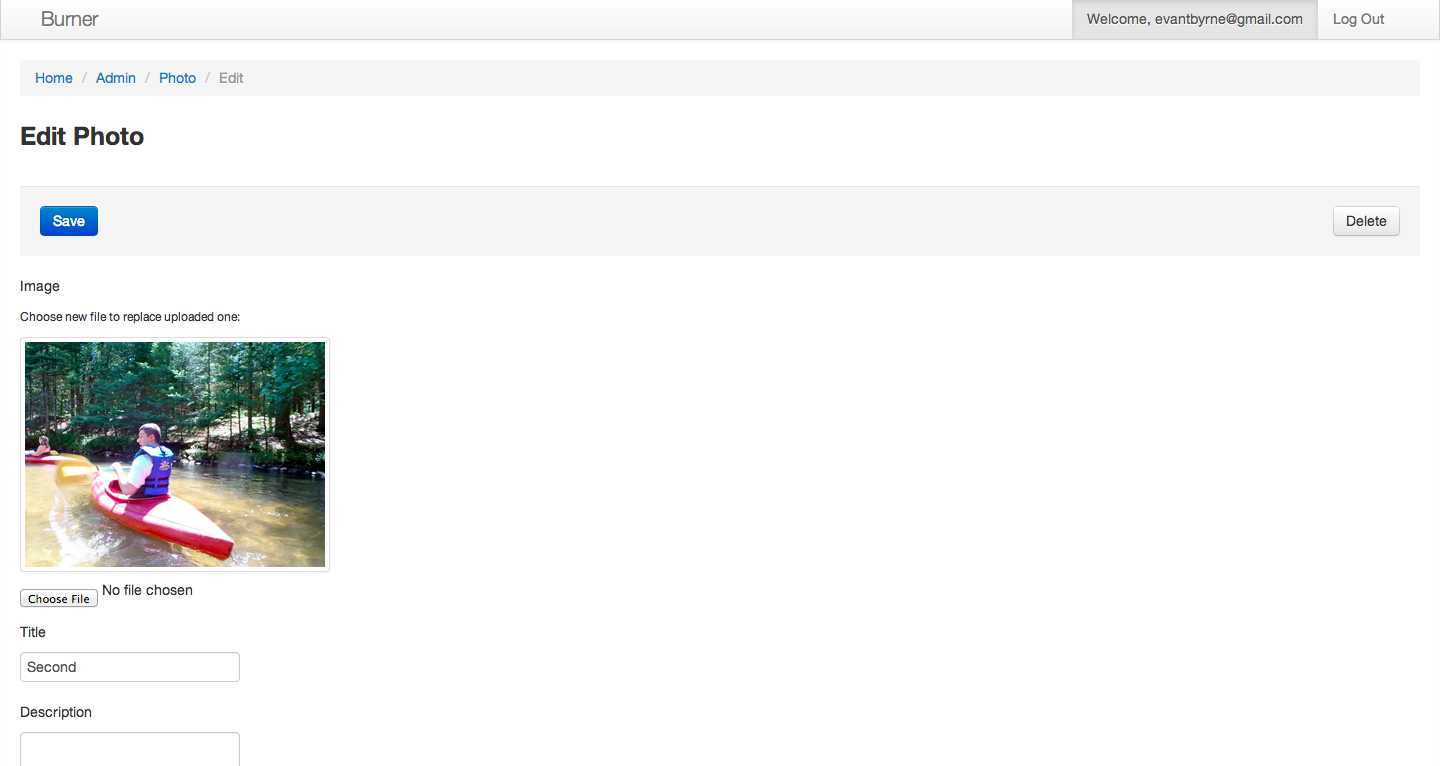 Burner Welcome, evantbyrne@gmail.com Log Out
Home / Admin / Photo / Edit
Edit Photo
Save Delete
Image
Choose new file to replace uploaded one:
Choose File No file chosen
Title
Second
Description